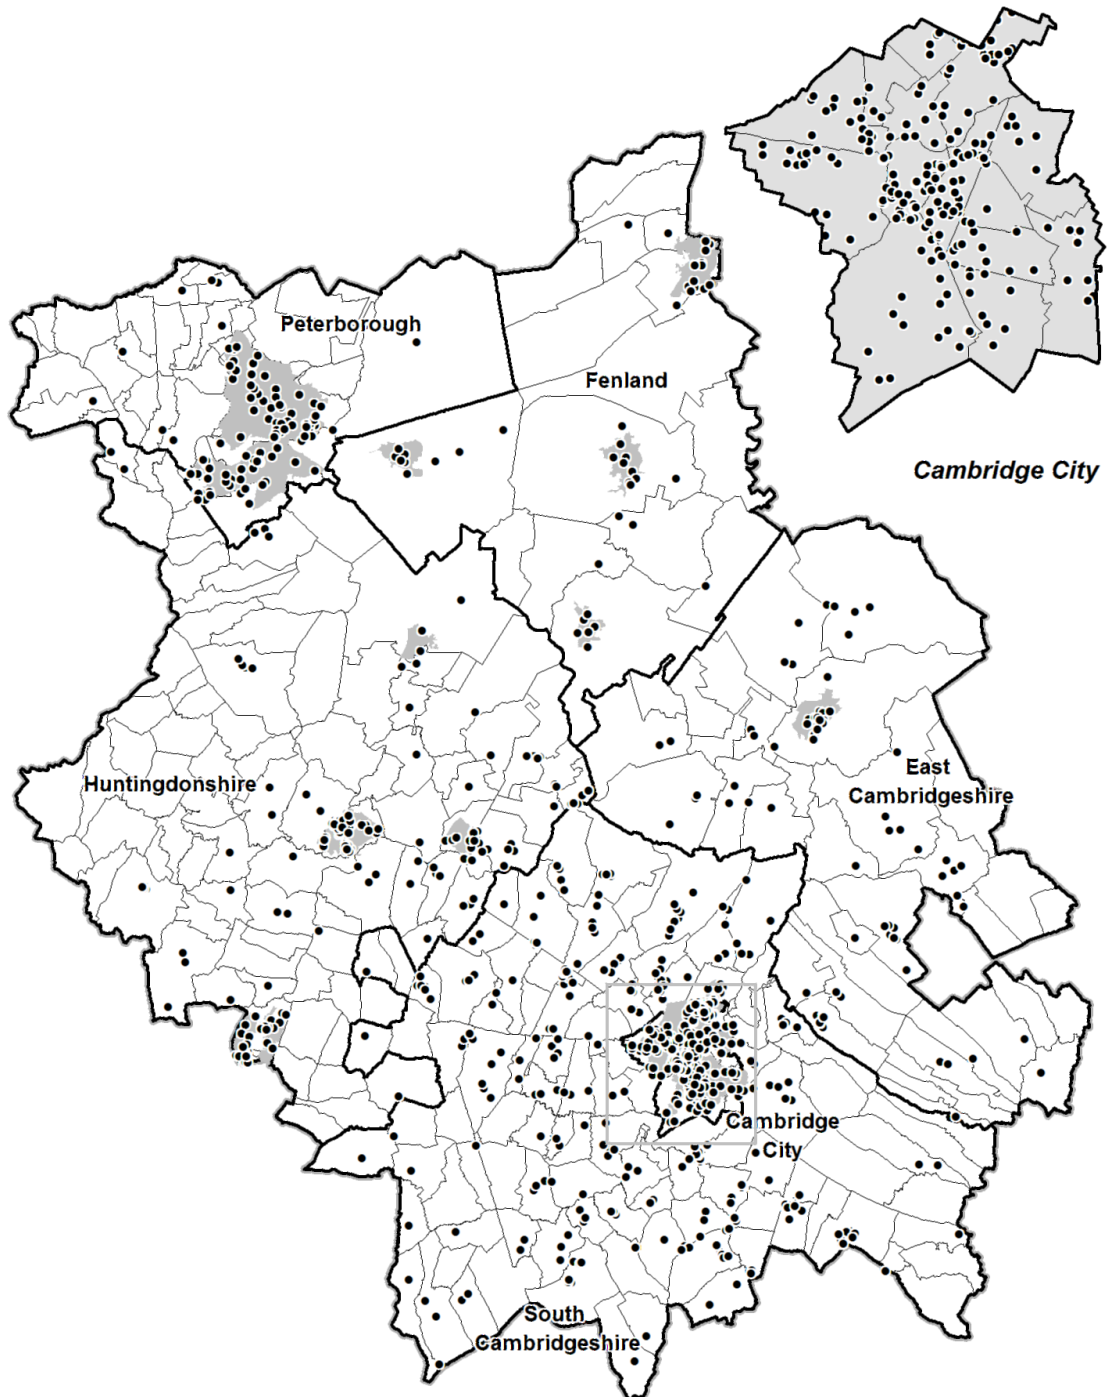 Peterborough
Fenland
Cambridge City
Huntingdonshire
East
Cambridgeshire
Cambridge
City
South
Cambridgeshire